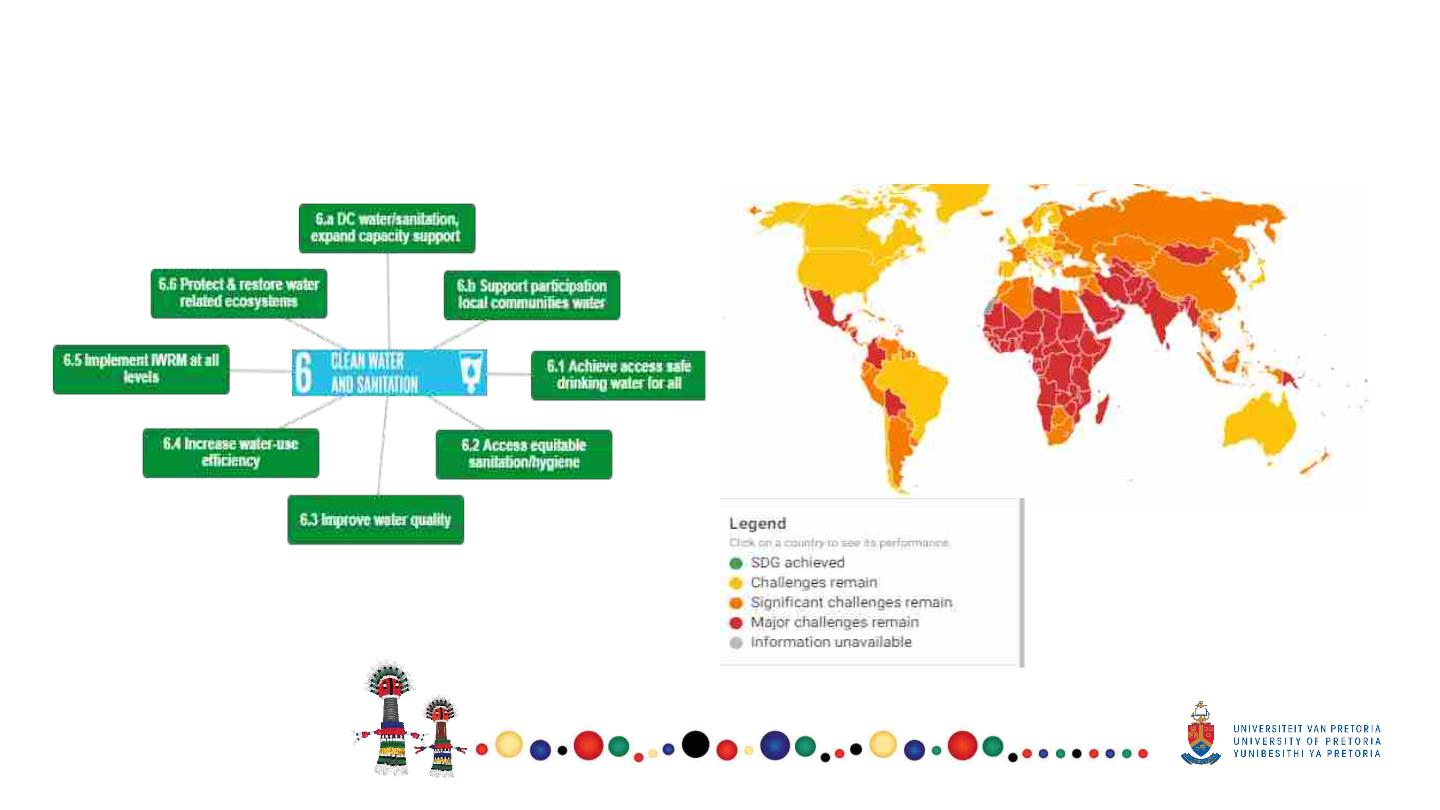 6.a DC water/sanitation,
expand capacity support
6.6 Protect & restore water
related ecosystems
6.b Support participation
local communities water
6.5 Implement IWRM at all
levels
6 CLEAN WATER
AND SANITATION
6.1 Achieve access safe
drinking water for all
6.4 Increase water-use
efficiency
6.2 Access equitable
sanitation/hygiene
6.3 Improve water quality
Legend
Click on a country to see its performance.
SDG achieved
Challenges remain
Significant challenges remain
Major challenges remain
Information unavailable
UNIVERSITEIT VAN PRETORIA
UNIVERSITY OF PRETORIA
YUNIBESITHI YA PRETORIA